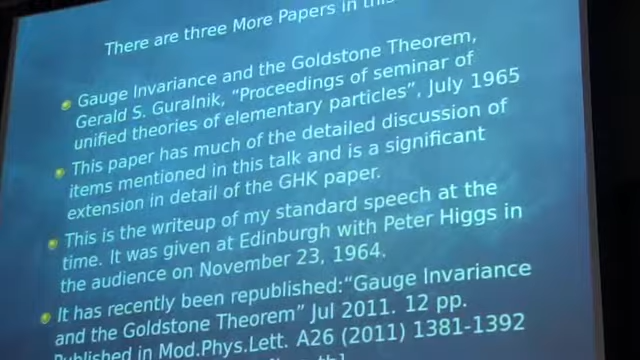 There are three More Papers in this
Gauge Invariance and the Goldstone Theorem,
Gerald S. Guralnik, “Proceedings of seminar of
unified theories of elementary particles”, July 1965
This paper has much of the detailed discussion of
items mentioned in this talk and is a significant
extension in detail of the GHK paper.
This is the writeup of my standard speech at the
time. It was given at Edinburgh with Peter Higgs in
the audience on November 23, 1964.
It has recently been republished:“Gauge Invariance
and the Goldstone Theorem” Jul 2011. 12 pp.
Published in Mod.Phys.Lett. A26 (2011) 1381-1392